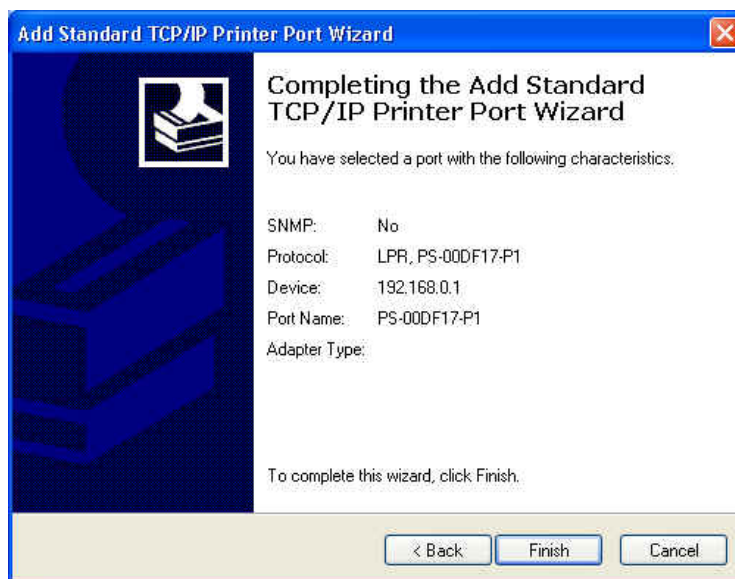 Add Standard TCP/IP Printer Port Wizard
Completing the Add Standard
TCP/IP Printer Port Wizard
You have selected a port with the following characteristics.
SNMP: No
Protocol: LPR, PS-00DF17-P1
Device: 192.168.0.1
Port Name: PS-00DF17-P1
Adapter Type:
To complete this wizard, click Finish.
< Back Finish Cancel